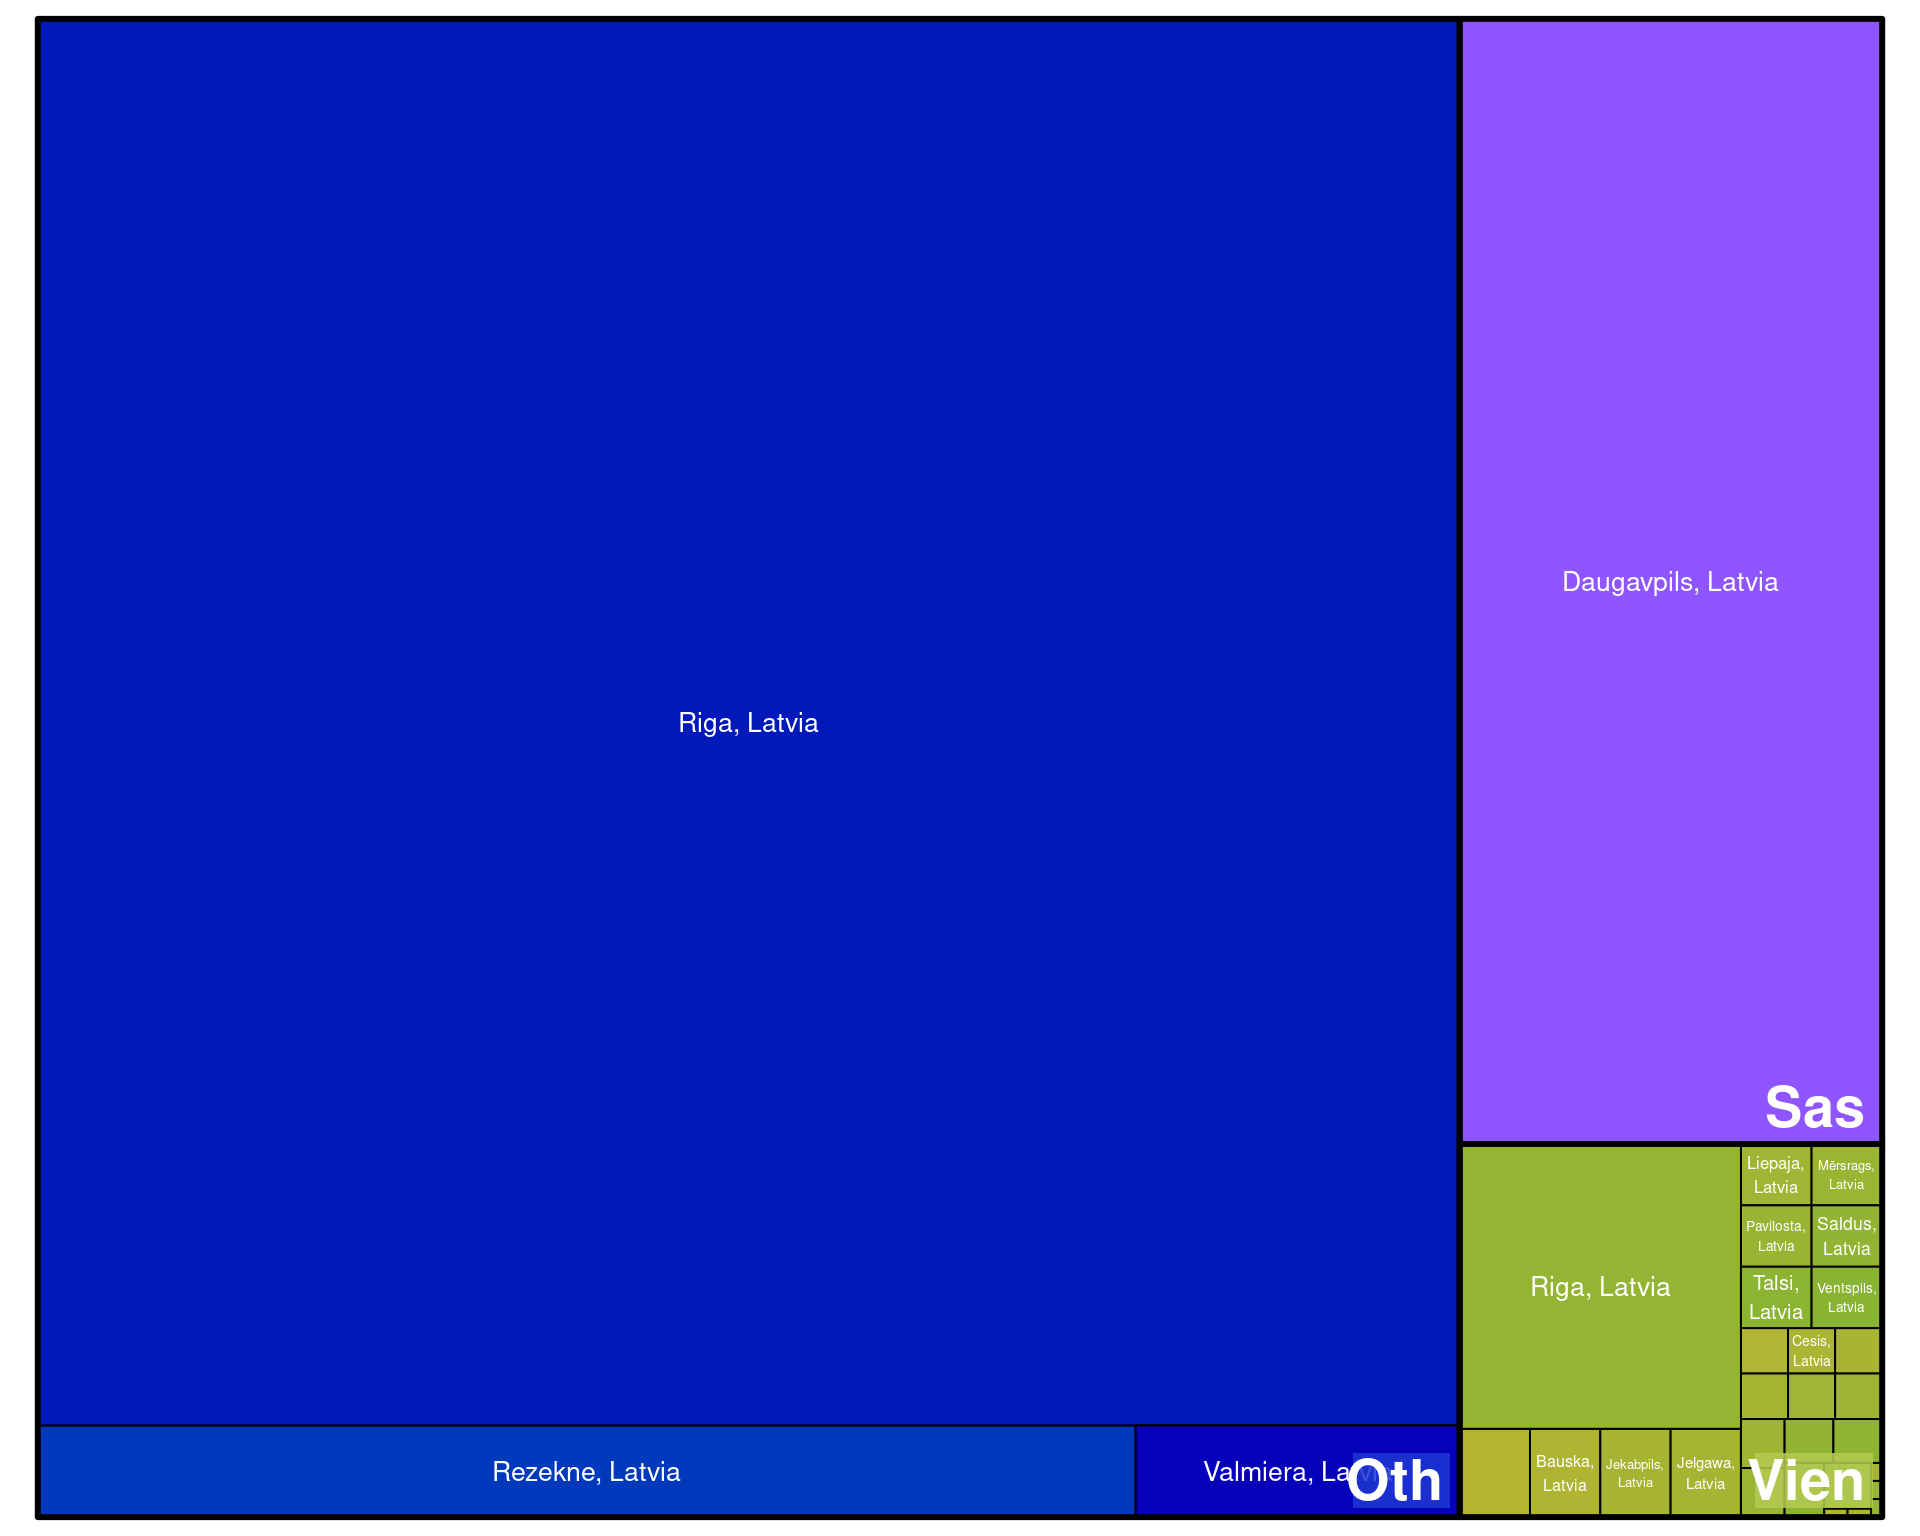 Riga, Latvia
Rezekne, Latvia
Valmiera, La
Oth
Daugavpils, Latvia
Sas
Riga, Latvia
Liepaja,
Latvia
Mērsrags,
Latvia
Pavilosta,
Latvia
Saldus,
Latvia
Talsi,
Latvia
Ventspils,
Latvia
Cesis,
Latvia
Bauska,
Latvia
Jekabpils,
Latvia
Jelgawa,
Latvia
Vien